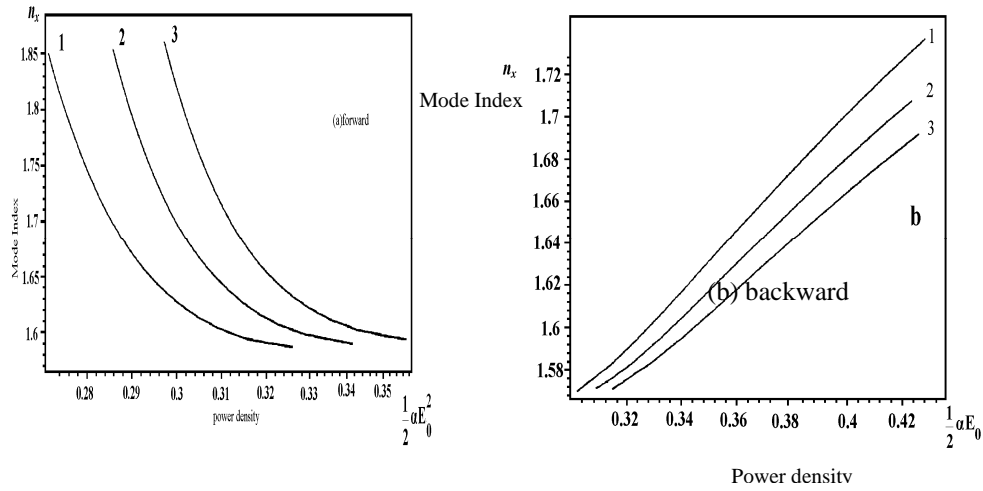 n_x
1 2 3
1.85
1.8
1.75
1.7
1.65
1.6
Mode Index
(a)forward
0.28 0.29 0.3 0.31 0.32 0.33 0.34 0.35
power density
1/2 αE_0^2
n_x
Mode Index
1.72
1.7
1.68
1.66
1.64
1.62
1.6
1.58
1
2
3
b
(b) backward
0.32 0.34 0.36 0.38 0.4 0.42
1/2 αE_0
Power density